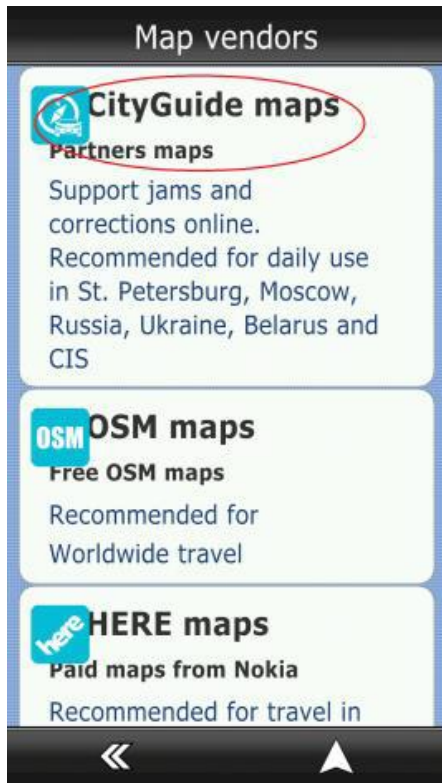 Map vendors
CityGuide maps
Partners maps
Support jams and
corrections online.
Recommended for daily use
in St. Petersburg, Moscow,
Russia, Ukraine, Belarus and
CIS
OSM
OSM maps
Free OSM maps
Recommended for
Worldwide travel
here
HERE maps
Paid maps from Nokia
Recommended for travel in